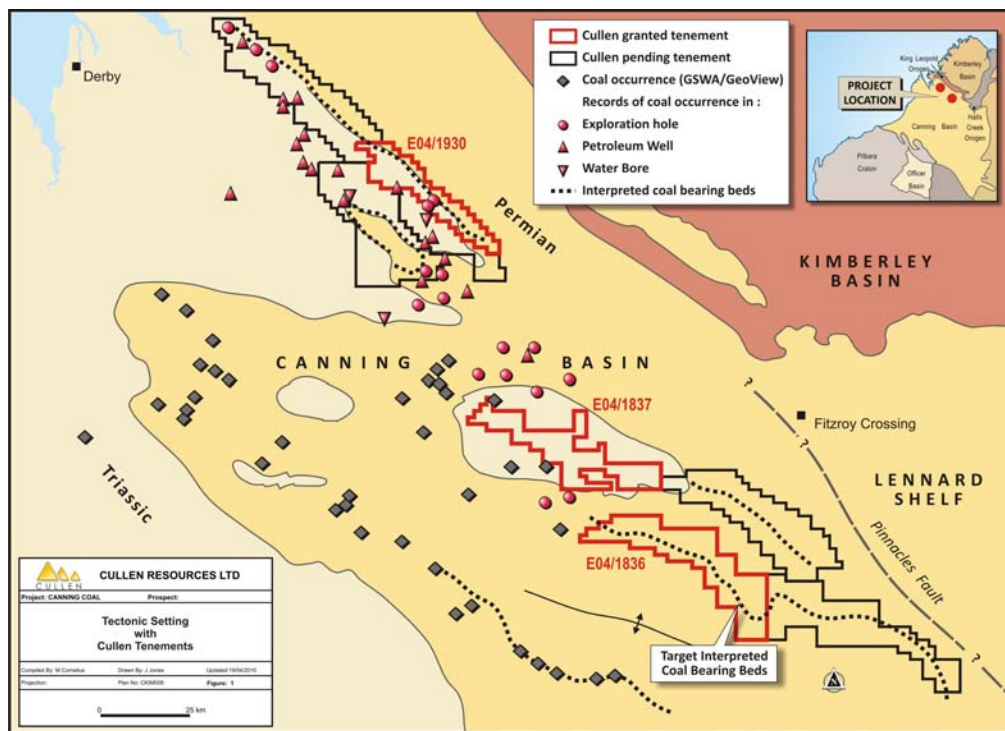 Derby
Cullen granted tenement
Cullen pending tenement
Coal occurrence (GSWA/GeoView)
Records of coal occurrence in :
Exploration hole
Petroleum Well
Water Bore
Interpreted coal bearing beds
King Leopold
Orogen
Kimberley
Basin
PROJECT
LOCATION
Halls
Creek
Orogen
Canning Basin
Pilbara
Craton
Officer
Basin
E04/1930
Permian
KIMBERLEY
BASIN
CANNING BASIN
E04/1837
Fitzroy Crossing
LENNARD
SHELF
Triassic
Pinnacles Fault
?
?
?
E04/1836
Target Interpreted
Coal Bearing Beds
CULLEN
CULLEN RESOURCES LTD
Project: CANNING COAL Prospect:
Tectonic Setting
with
Cullen Tenements
Compiled By: M Cornelius Drawn By: J Jones Updated 19/04/2010
Projection: Plan No: Figure: 1
0 25 km